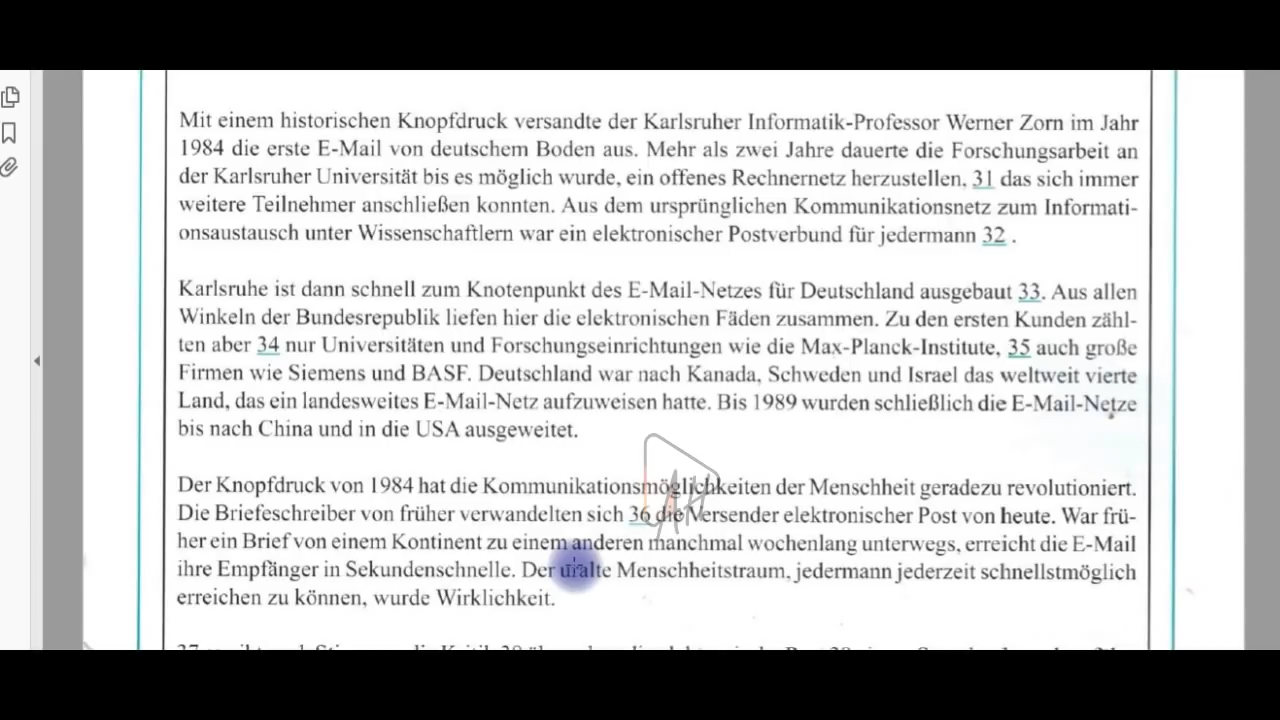 Mit einem historischen Knopfdruck versandte der Karlsruher Informatik-Professor Werner Zorn im Jahr
1984 die erste E-Mail von deutschem Boden aus. Mehr als zwei Jahre dauerte die Forschungsarbeit an
der Karlsruher Universität bis es möglich wurde, ein offenes Rechnernetz herzustellen, 31 das sich immer
weitere Teilnehmer anschließen konnten. Aus dem ursprünglichen Kommunikationsnetz zum Informati-
onsaustausch unter Wissenschaftlern war ein elektronischer Postverbund für jedermann 32 .
Karlsruhe ist dann schnell zum Knotenpunkt des E-Mail-Netzes für Deutschland ausgebaut 33. Aus allen
Winkeln der Bundesrepublik liefen hier die elektronischen Fäden zusammen. Zu den ersten Kunden zähl-
ten aber 34 nur Universitäten und Forschungseinrichtungen wie die Max-Planck-Institute, 35 auch große
Firmen wie Siemens und BASF. Deutschland war nach Kanada, Schweden und Israel das weltweit vierte
Land, das ein landesweites E-Mail-Netz aufzuweisen hatte. Bis 1989 wurden schließlich die E-Mail-Netze
bis nach China und in die USA ausgeweitet.
Der Knopfdruck von 1984 hat die Kommunikationsmöglichkeiten der Menschheit geradezu revolutioniert.
Die Briefeschreiber von früher verwandelten sich 36 die Versender elektronischer Post von heute. War frü-
her ein Brief von einem Kontinent zu einem anderen manchmal wochenlang unterwegs, erreicht die E-Mail
ihre Empfänger in Sekundenschnelle. Der uralte Menschheitstraum, jedermann jederzeit schnellstmöglich
erreichen zu können, wurde Wirklichkeit.